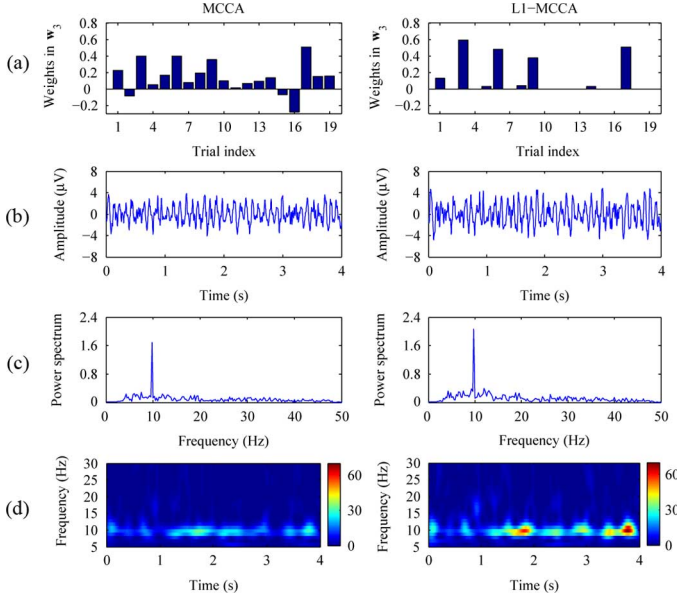 MCCA
L1−MCCA
(a)
Weights in w3
0.8
0.6
0.4
0.2
0
−0.2
1 4 7 10 13 16 19
Trial index
Weights in w3
0.8
0.6
0.4
0.2
0
−0.2
1 4 7 10 13 16 19
Trial index
(b)
Amplitude (μV)
8
4
0
−4
−8
0 1 2 3 4
Time (s)
Amplitude (μV)
8
4
0
−4
−8
0 1 2 3 4
Time (s)
(c)
Power spectrum
2.4
1.6
0.8
0
0 10 20 30 40 50
Frequency (Hz)
Power spectrum
2.4
1.6
0.8
0
0 10 20 30 40 50
Frequency (Hz)
(d)
Frequency (Hz)
30
25
20
15
10
5
0 1 2 3 4
Time (s)
60
30
0
Frequency (Hz)
30
25
20
15
10
5
0 1 2 3 4
Time (s)
60
30
0